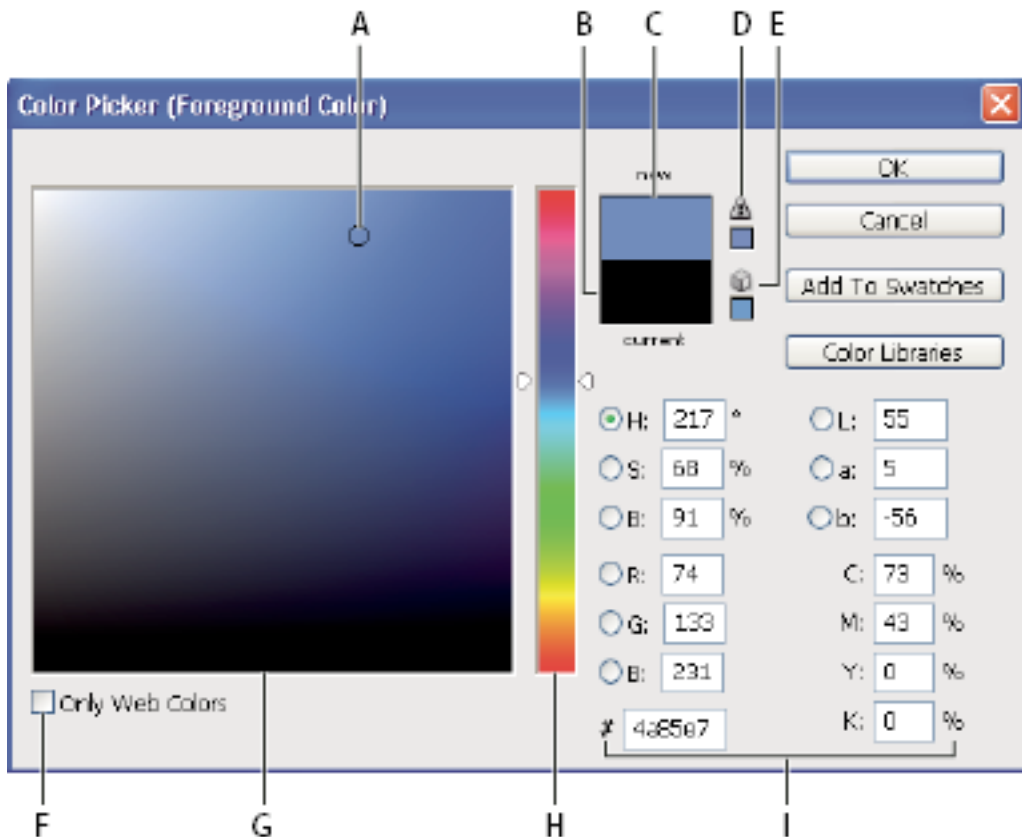 A B C D E
Color Picker (Foreground Color)
new
OK
Cancel
Add To Swatches
current
Color Libraries
H: 217 ° L: 55
S: 68 % a: 5
B: 91 % b: -56
R: 74 C: 73 %
G: 133 M: 43 %
B: 231 Y: 0 %
Only Web Colors
# 4a85e7 K: 0 %
F G H I